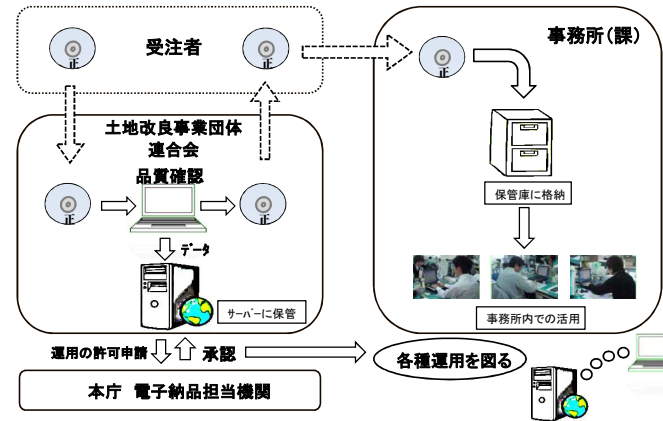 受注者
正
正
正
事務所（課）
土地改良事業団体
連合会
品質確認
正
正
保管庫に格納
データ
サーバーに保管
事務所内での活用
運用の許可申請
承認
各種運用を図る
本庁 電子納品担当機関